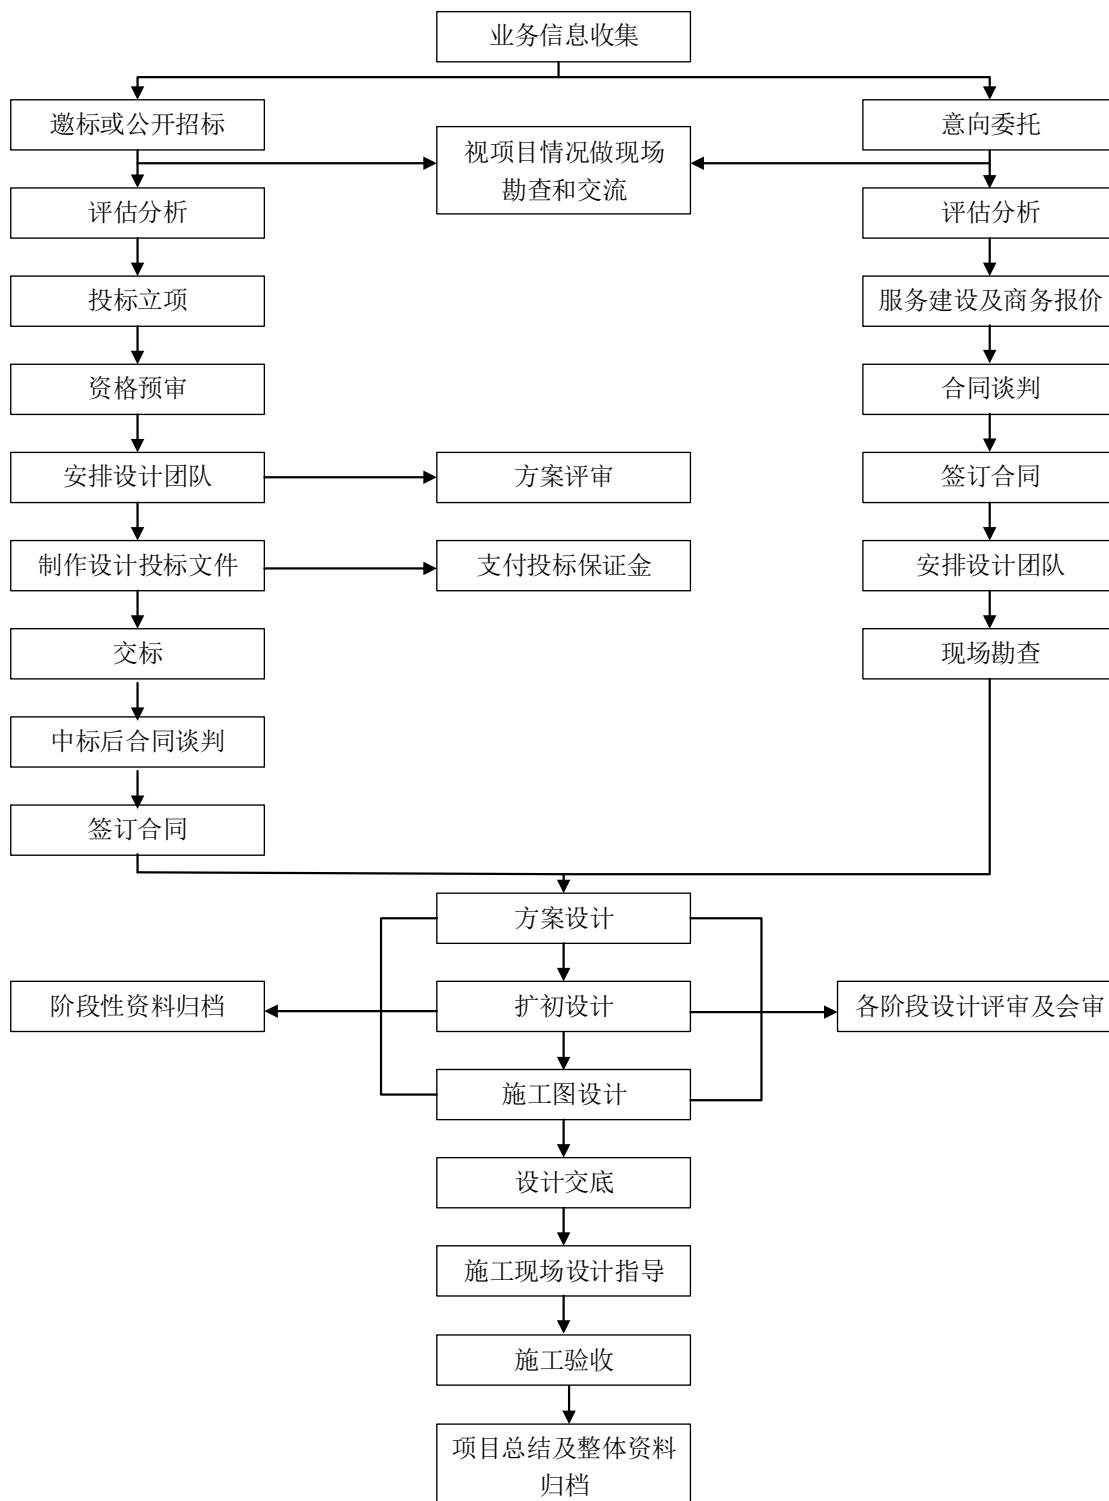 业务信息收集
邀标或公开招标
意向委托
视项目情况做现场
勘查和交流
评估分析
评估分析
投标立项
服务建设及商务报价
资格预审
合同谈判
安排设计团队
方案评审
签订合同
制作设计投标文件
支付投标保证金
安排设计团队
交标
现场勘查
中标后合同谈判
签订合同
方案设计
阶段性资料归档
扩初设计
各阶段设计评审及会审
施工图设计
设计交底
施工现场设计指导
施工验收
项目总结及整体资料
归档